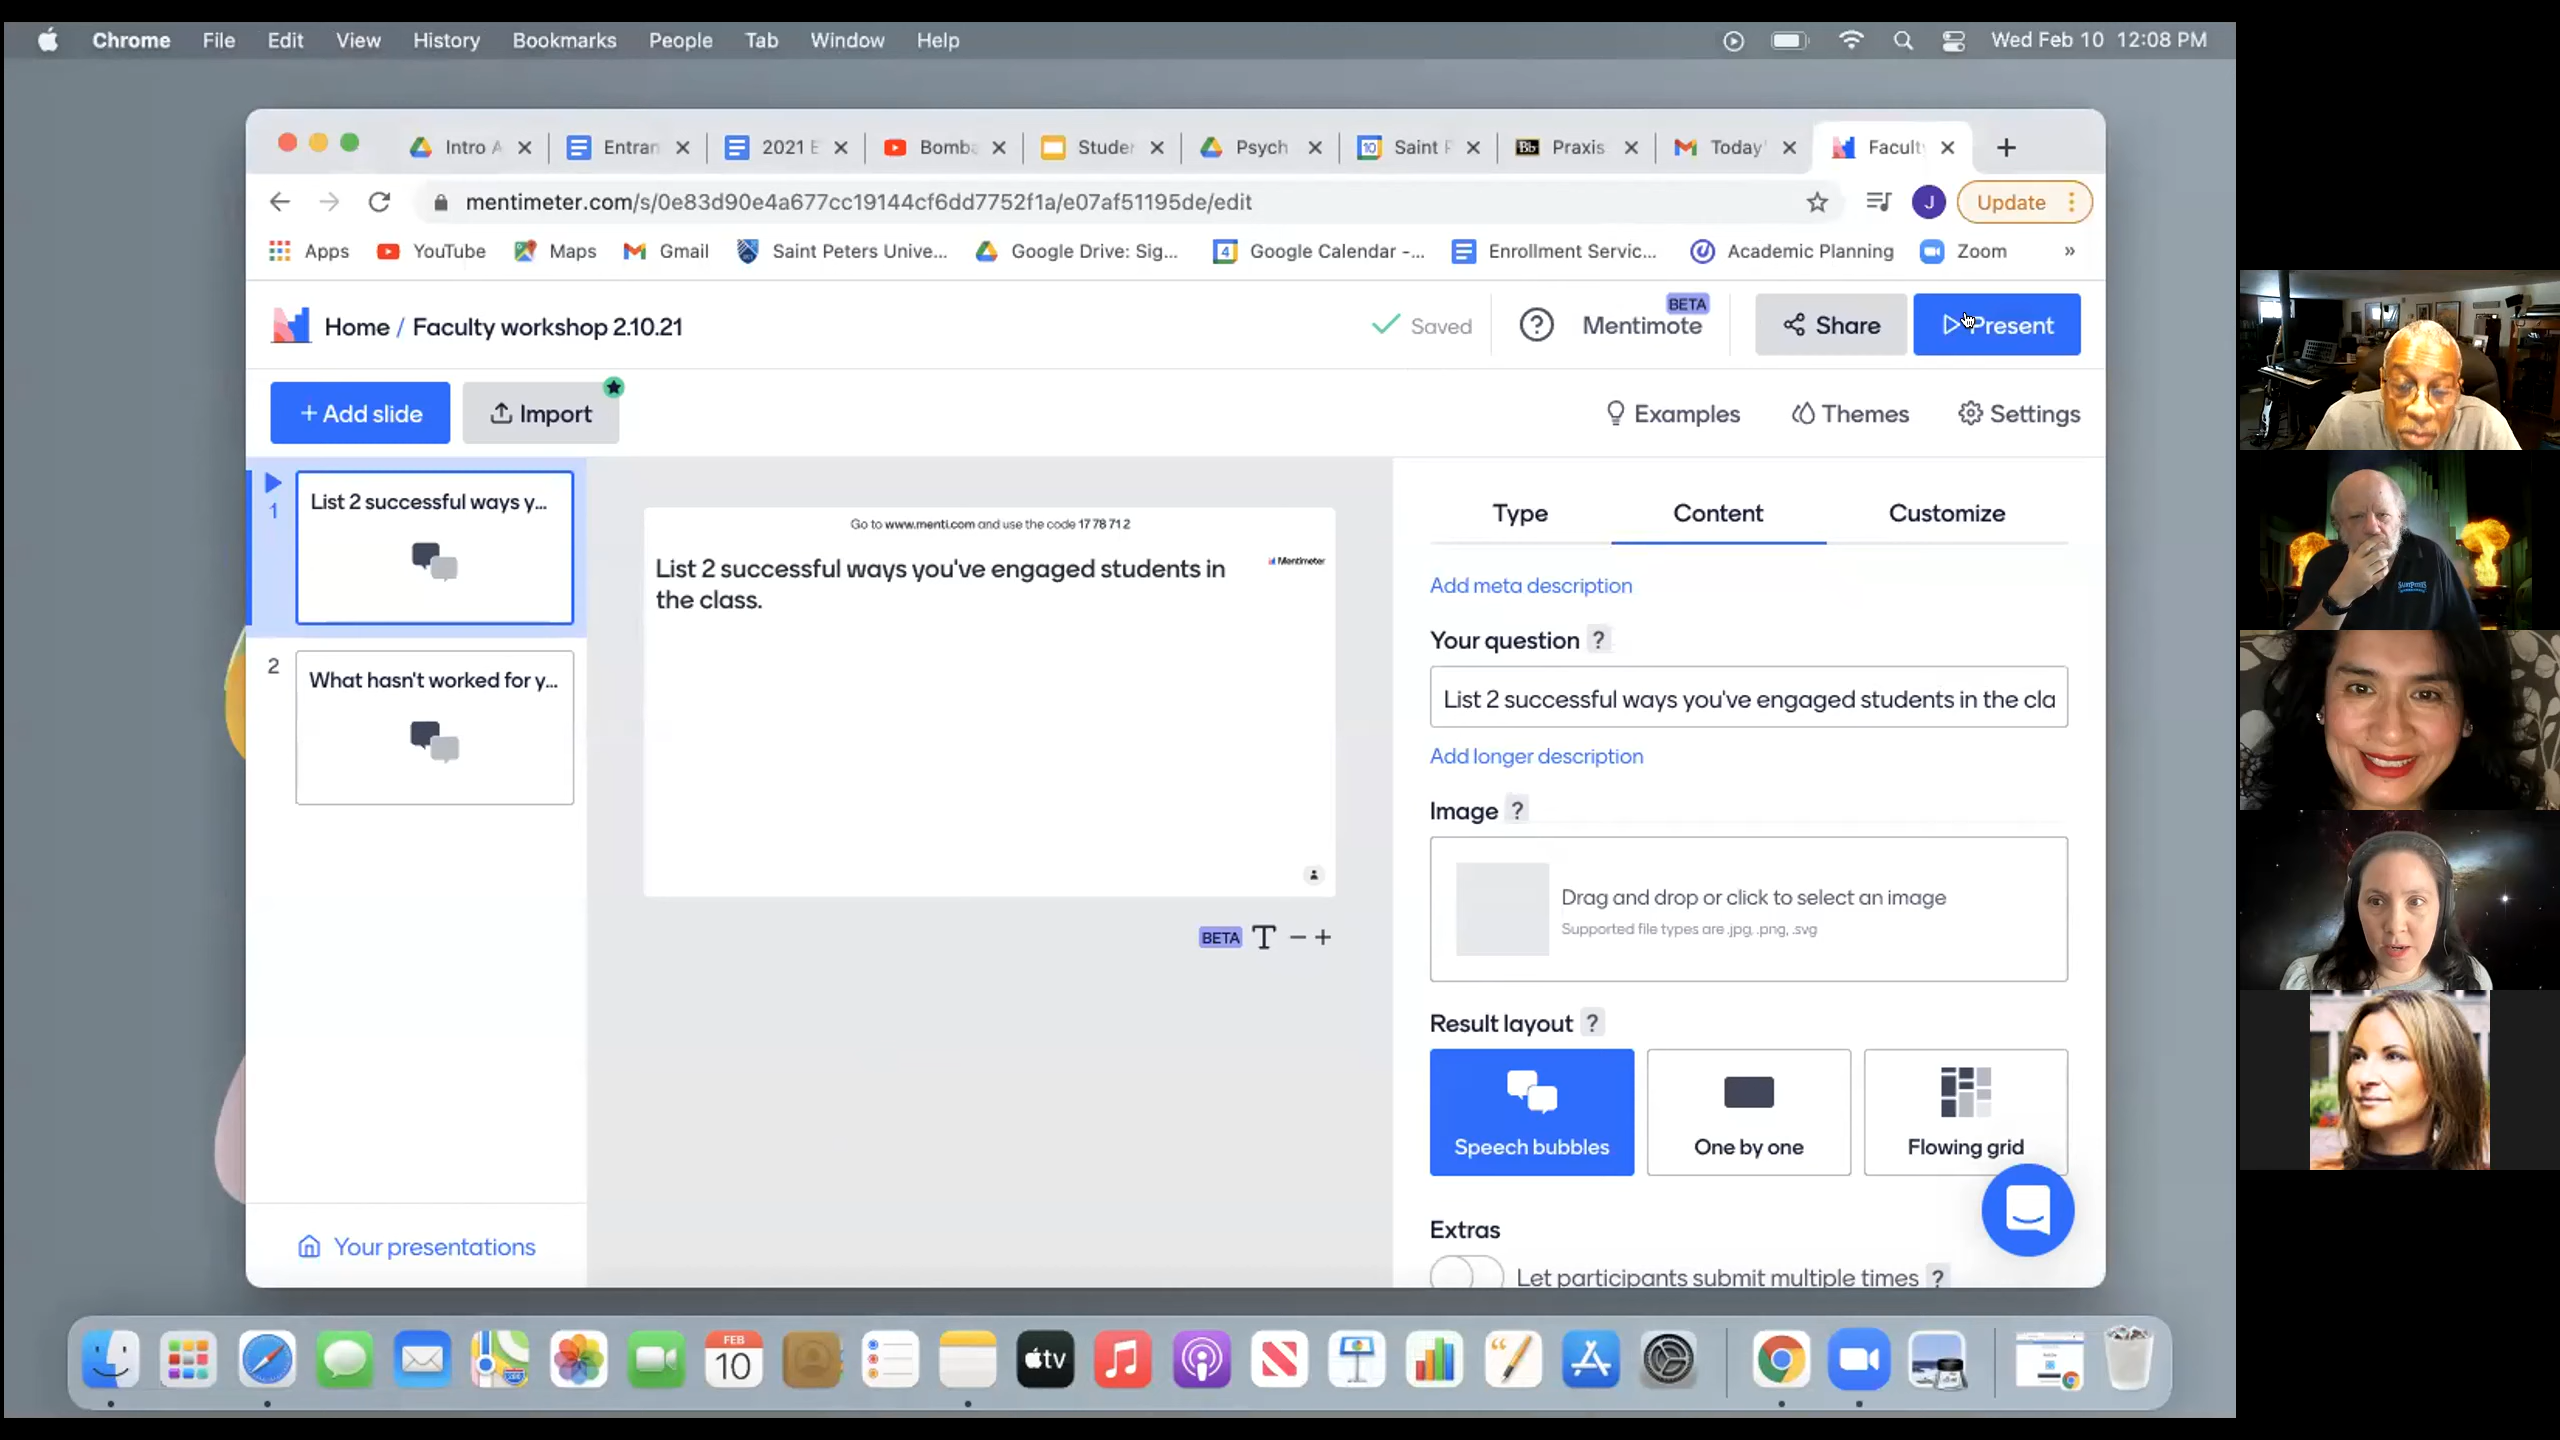 Chrome File Edit View History Bookmarks People Tab Window Help Wed Feb 10 12:08 PM
Intro A Entran 2021 E Bomba Studer Psych 10 Saint P Bb Praxis Today' Facult
mentimeter.com/s/0e83d90e4a677cc19144cf6dd7752f1a/e07af51195de/edit J Update
Apps YouTube Maps Gmail Saint Peters Unive... Google Drive: Sig... 4 Google Calendar -... Enrollment Servic... Academic Planning Zoom »
Home / Faculty workshop 2.10.21 Saved ? Mentimote BETA Share Present
+ Add slide Import Examples Themes Settings
1
List 2 successful ways y...
2
What hasn't worked for y...
Your presentations
Go to www.menti.com and use the code 17 78 71 2
List 2 successful ways you've engaged students in
the class.
Mentimeter
BETA T − +
Type Content Customize
Add meta description
Your question ?
List 2 successful ways you've engaged students in the cla
Add longer description
Image ?
Drag and drop or click to select an image
Supported file types are .jpg, .png, .svg
Result layout ?
Speech bubbles One by one Flowing grid
Extras
Let participants submit multiple times ?
FEB
10
tv